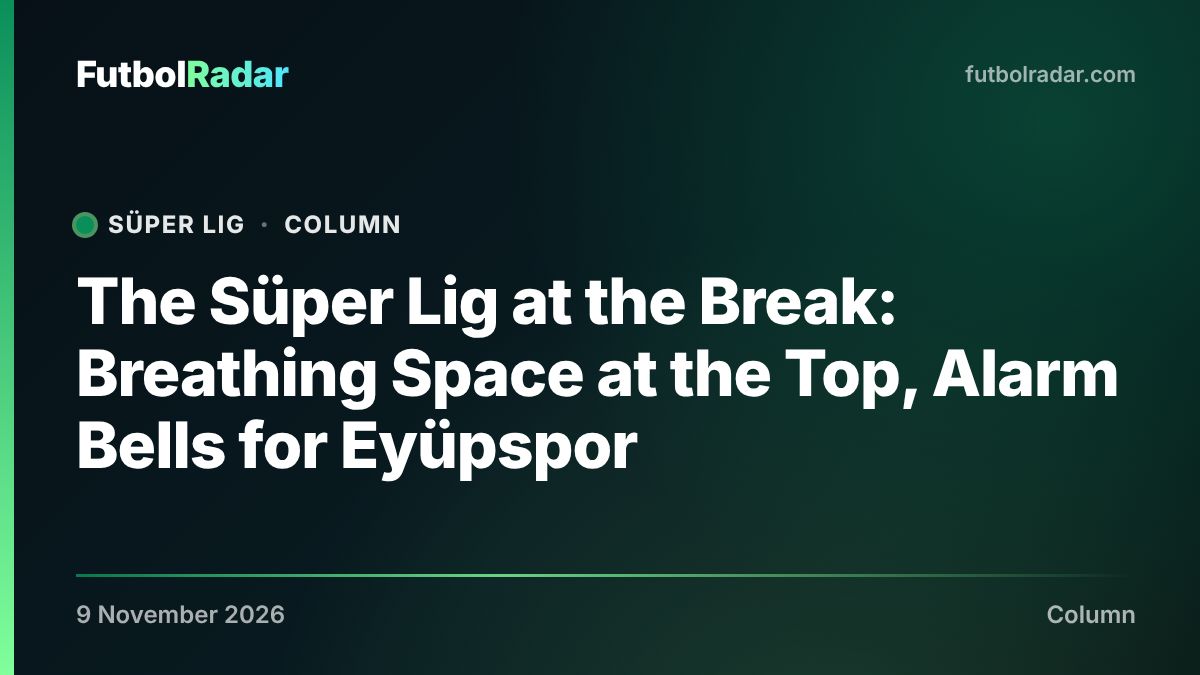 FutbolRadar
futbolradar.com
SÜPER LIG · COLUMN
The Süper Lig at the Break:
Breathing Space at the Top, Alarm
Bells for Eyüpspor
9 November 2026
Column